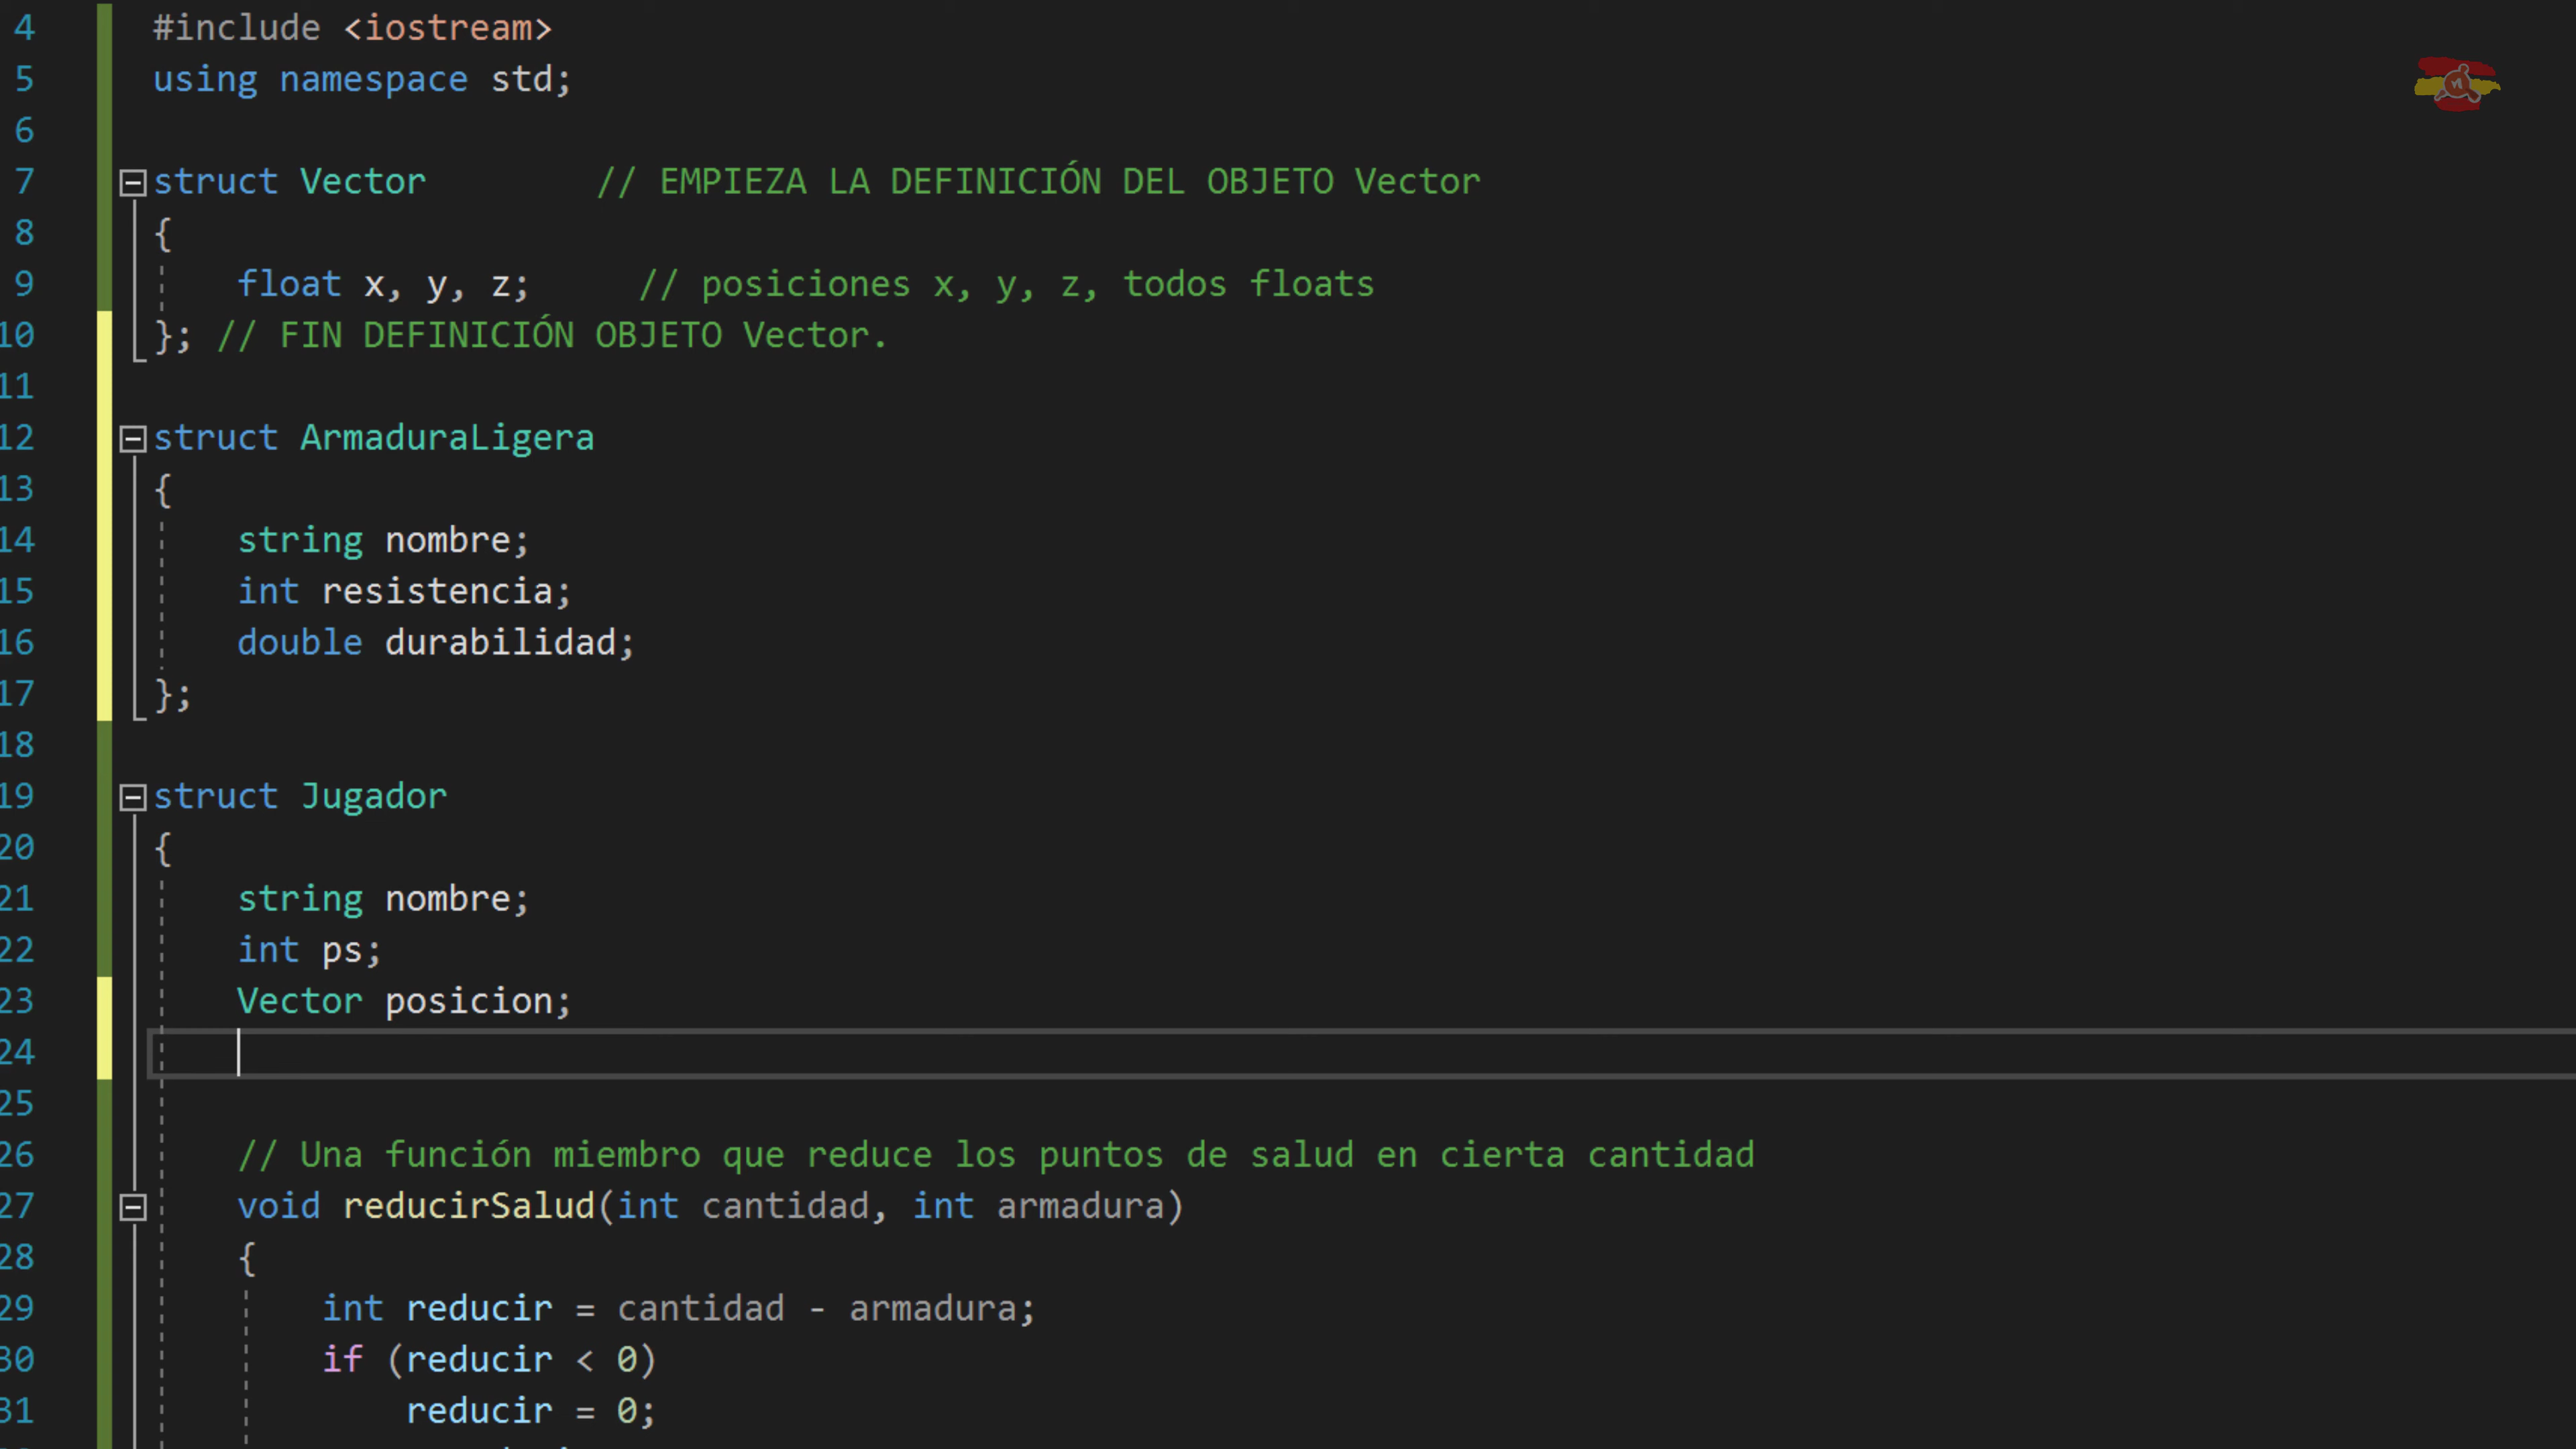 4 #include <iostream>
5 using namespace std;
6
7 struct Vector // EMPIEZA LA DEFINICIÓN DEL OBJETO Vector
8 {
9 float x, y, z; // posiciones x, y, z, todos floats
10 }; // FIN DEFINICIÓN OBJETO Vector.
11
12 struct ArmaduraLigera
13 {
14 string nombre;
15 int resistencia;
16 double durabilidad;
17 };
18
19 struct Jugador
20 {
21 string nombre;
22 int ps;
23 Vector posicion;
24
25
26 // Una función miembro que reduce los puntos de salud en cierta cantidad
27 void reducirSalud(int cantidad, int armadura)
28 {
29 int reducir = cantidad - armadura;
30 if (reducir < 0)
31 reducir = 0;